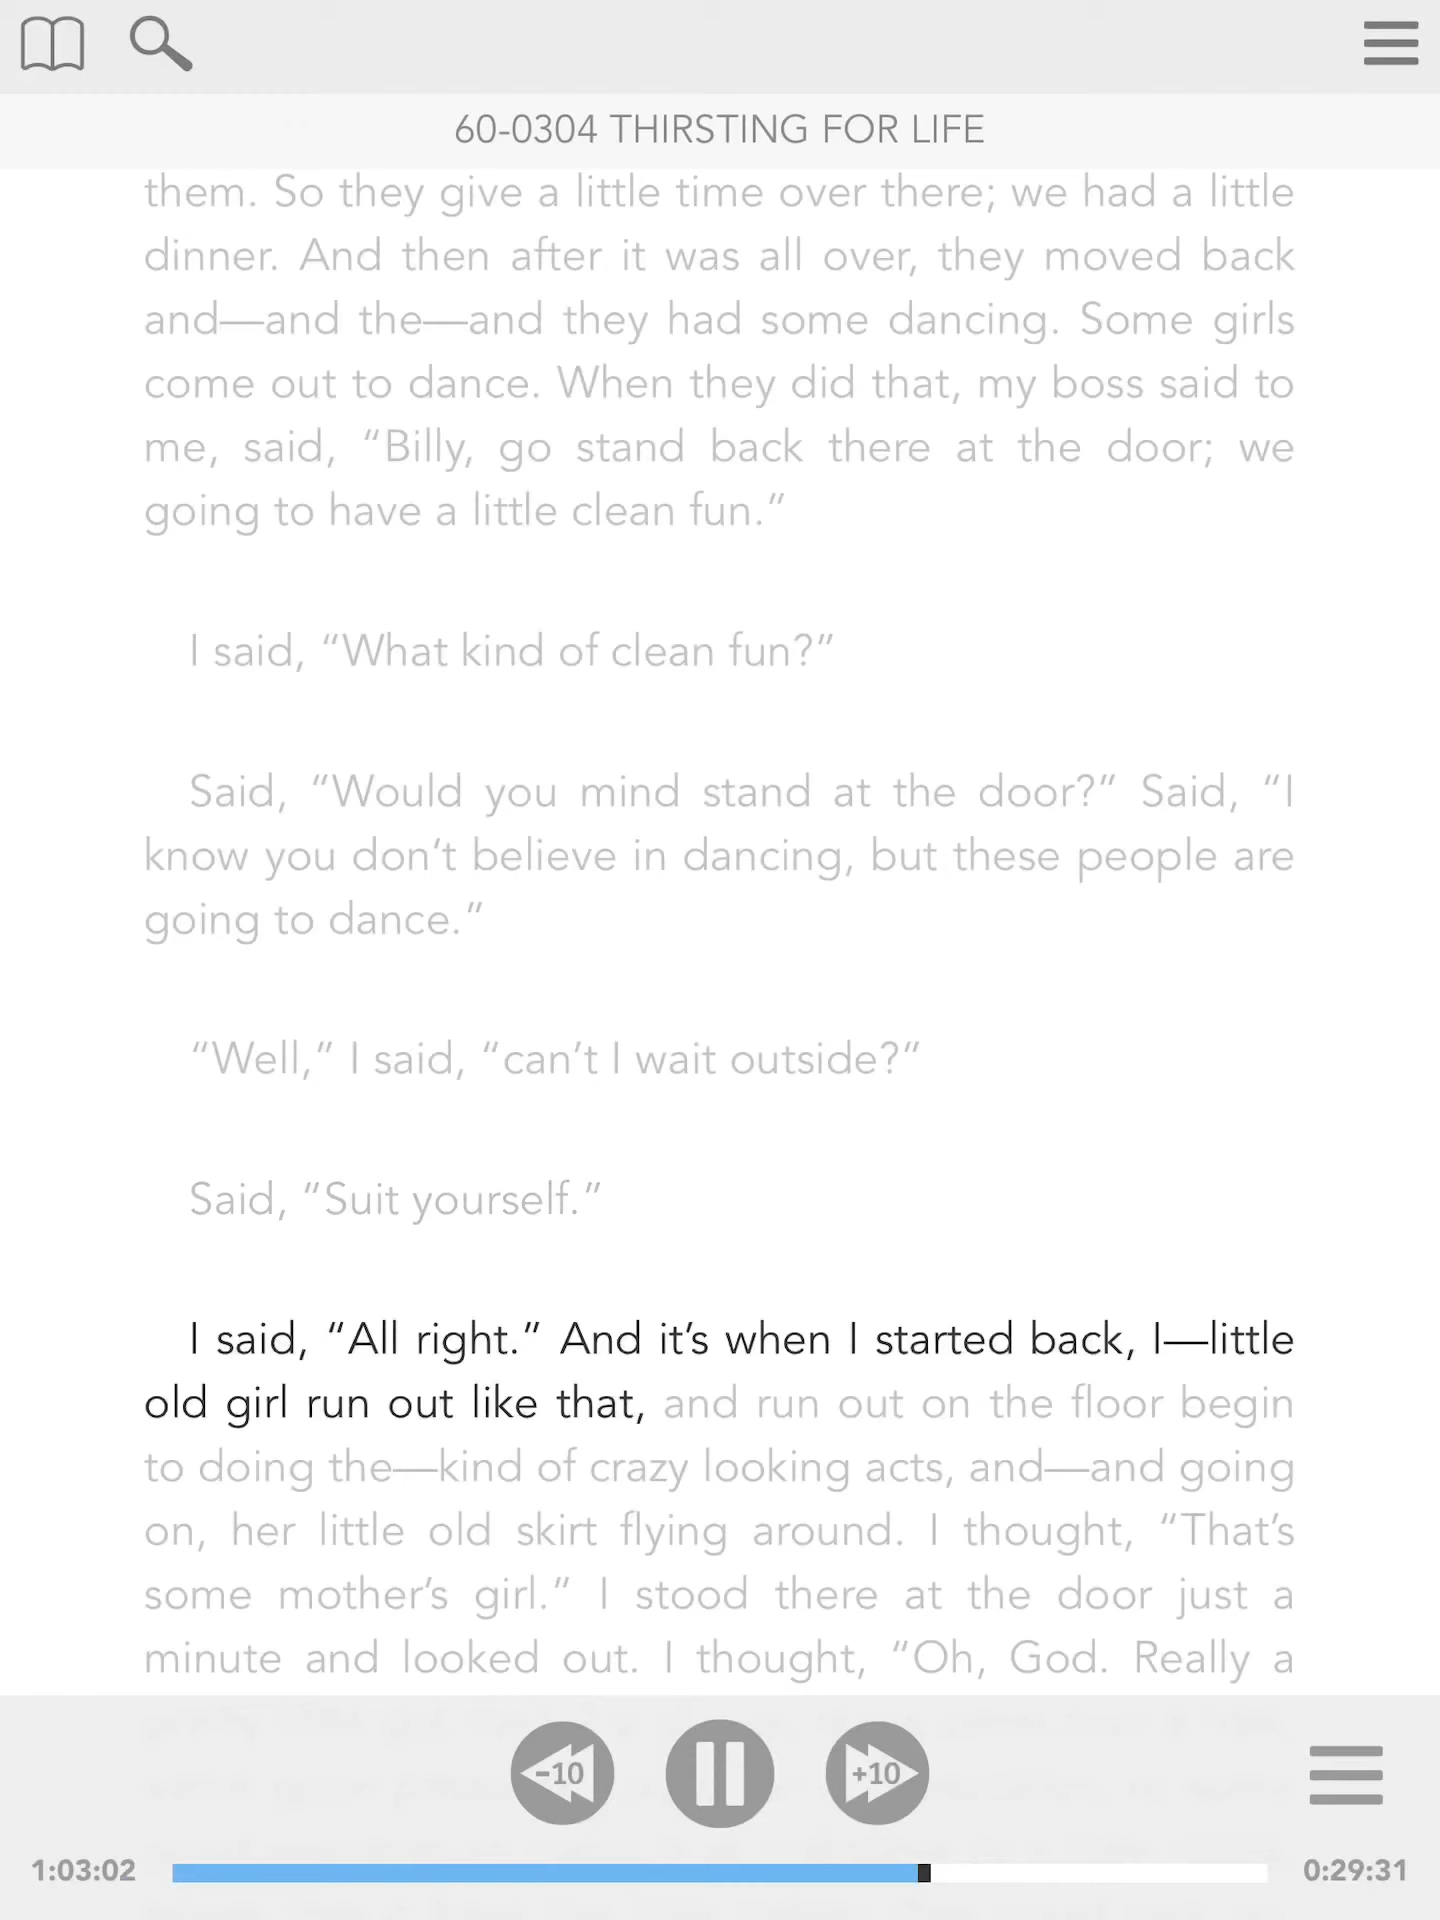 60-0304 THIRSTING FOR LIFE
them. So they give a little time over there; we had a little
dinner. And then after it was all over, they moved back
and—and the—and they had some dancing. Some girls
come out to dance. When they did that, my boss said to
me, said, “Billy, go stand back there at the door; we
going to have a little clean fun.”
I said, “What kind of clean fun?”
Said, “Would you mind stand at the door?” Said, “I
know you don’t believe in dancing, but these people are
going to dance.”
“Well,” I said, “can’t I wait outside?”
Said, “Suit yourself.”
I said, “All right.” And it’s when I started back, I—little
old girl run out like that, and run out on the floor begin
to doing the—kind of crazy looking acts, and—and going
on, her little old skirt flying around. I thought, “That’s
some mother’s girl.” I stood there at the door just a
minute and looked out. I thought, “Oh, God. Really a
-10
+10
1:03:02
0:29:31